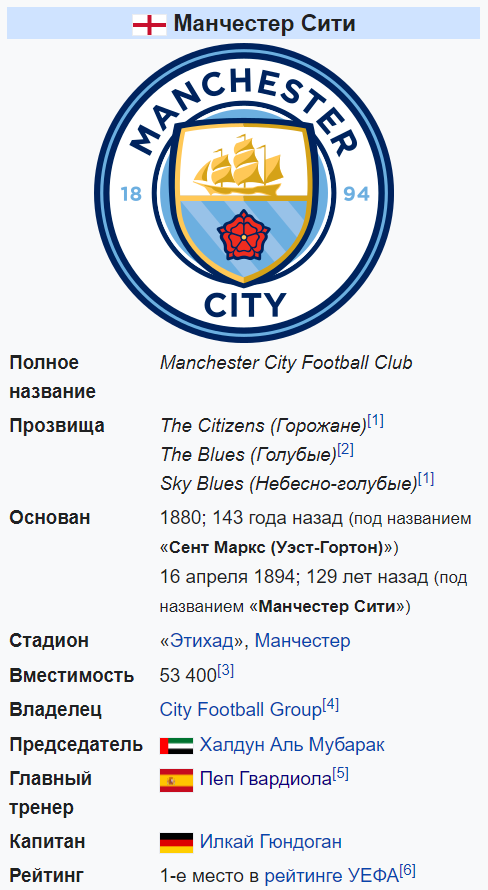 Манчестер Сити
MANCHESTER
18 94
CITY
Полное название Manchester City Football Club
Прозвища The Citizens (Горожане)[1]
The Blues (Голубые)[2]
Sky Blues (Небесно-голубые)[1]
Основан 1880; 143 года назад (под названием
«Сент Маркс (Уэст-Гортон)»)
16 апреля 1894; 129 лет назад (под
названием «Манчестер Сити»)
Стадион «Этихад», Манчестер
Вместимость 53 400[3]
Владелец City Football Group[4]
Председатель Халдун Аль Мубарак
Главный тренер Пеп Гвардиола[5]
Капитан Илкай Гюндоган
Рейтинг 1-е место в рейтинге УЕФА[6]